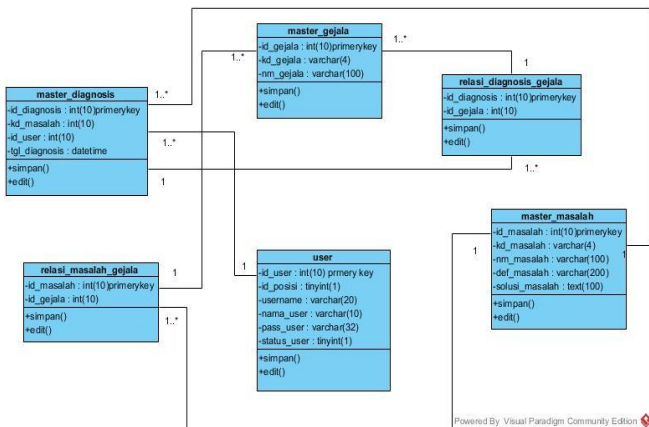 master_gejala
-id_gejala : int(10)primerykey
-kd_gejala : varchar(4)
-nm_gejala : varchar(100)
+simpan()
+edit()
1..*
1..*
1
master_diagnosis
-id_diagnosis : int(10)primerykey
-kd_masalah : int(10)
-id_user : int(10)
-tgl_diagnosis : datetime
+simpan()
+edit()
1..*
1..*
1
relasi_diagnosis_gejala
-id_diagnosis : int(10)primerykey
-id_gejala : int(10)
+simpan()
+edit()
1..*
master_masalah
-id_masalah : int(10)primerykey
-kd_masalah : varchar(4)
-nm_masalah : varchar(100)
-def_masalah : varchar(200)
-solusi_masalah : text(100)
+simpan()
+edit()
1
1
relasi_masalah_gejala
-id_masalah : int(10)primerykey
-id_gejala : int(10)
+simpan()
+edit()
1
1..*
1
user
-id_user : int(10) prmery key
-id_posisi : tinyint(1)
-username : varchar(20)
-nama_user : varchar(10)
-pass_user : varchar(32)
-status_user : tinyint(1)
+simpan()
+edit()
Powered By Visual Paradigm Community Edition